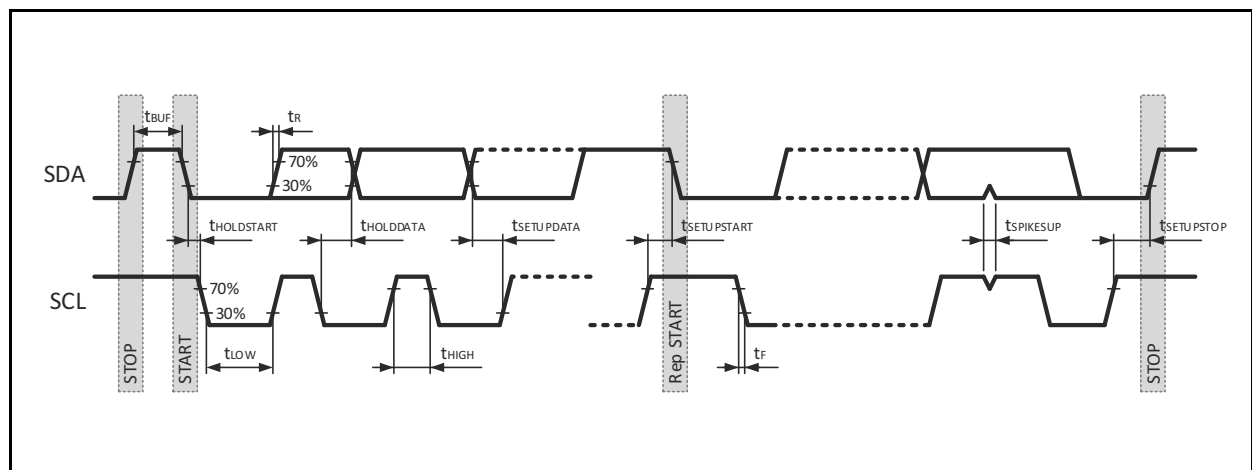 tBUF
tR
SDA
70%
30%
tHOLDSTART
tHOLDDATA
tSETUPDATA
tSETUPSTART
tSPIKESUP
tSETUPSTOP
SCL
70%
30%
tLOW
tHIGH
tF
STOP
START
Rep START
STOP